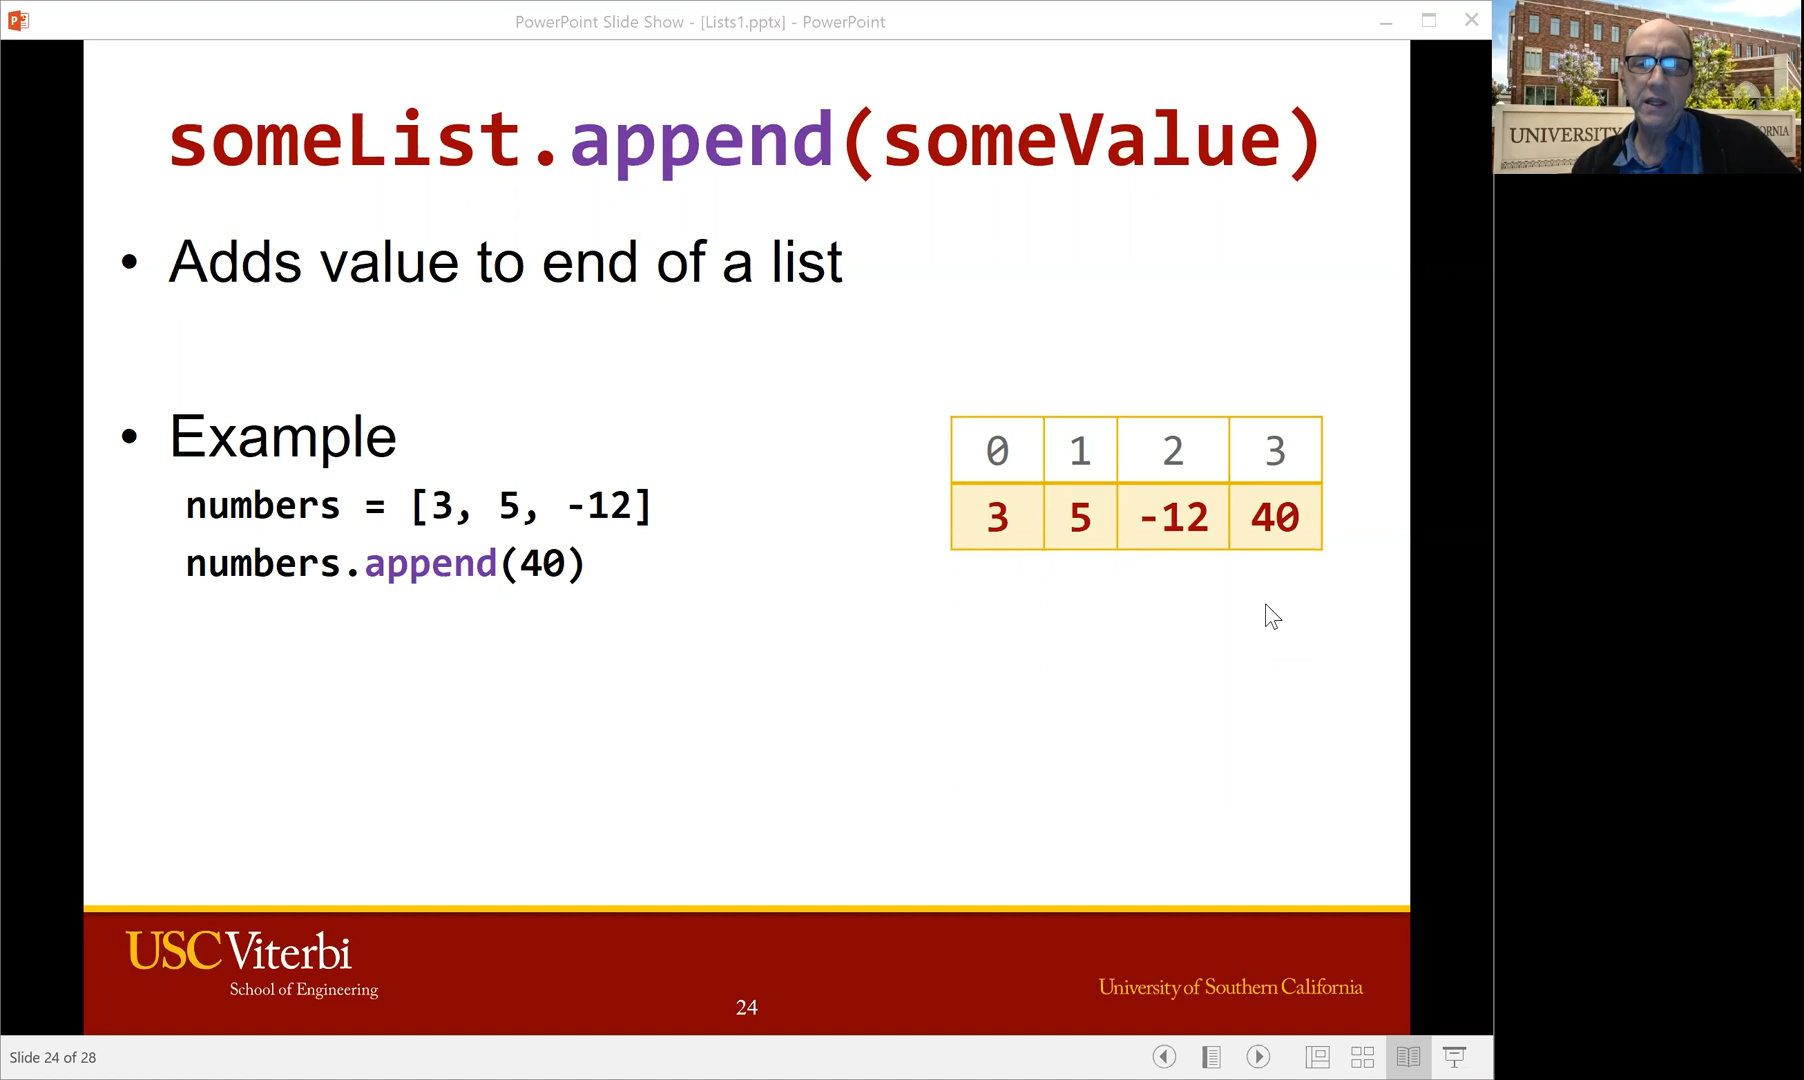 PowerPoint Slide Show - [Lists1.pptx] - PowerPoint
someList.append(someValue)
• Adds value to end of a list
• Example
numbers = [3, 5, -12]
numbers.append(40)
0 1 2 3
3 5 -12 40
USC Viterbi
School of Engineering
University of Southern California
24
Slide 24 of 28
UNIVERSITY